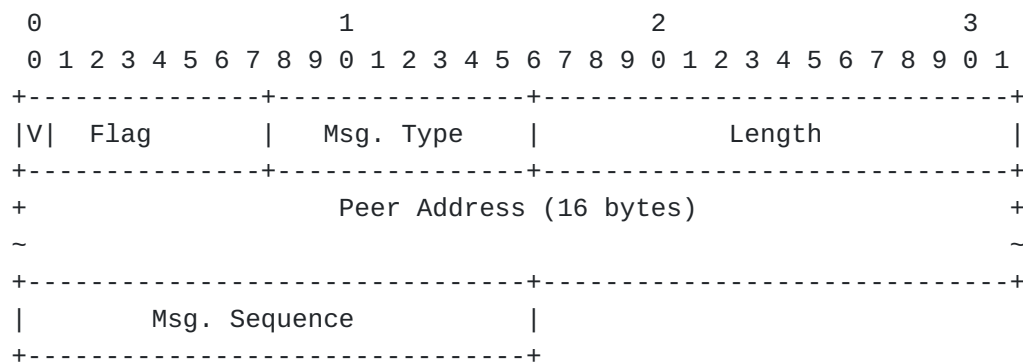 0                   1                   2                   3
 0 1 2 3 4 5 6 7 8 9 0 1 2 3 4 5 6 7 8 9 0 1 2 3 4 5 6 7 8 9 0 1
+---------------+----------------+------------------------------+
|V|  Flag       |   Msg. Type    |            Length            |
+---------------+----------------+------------------------------+
+                    Peer Address (16 bytes)                    +
~                                                               ~
+--------------------------------+------------------------------+
|        Msg. Sequence           |
+--------------------------------+